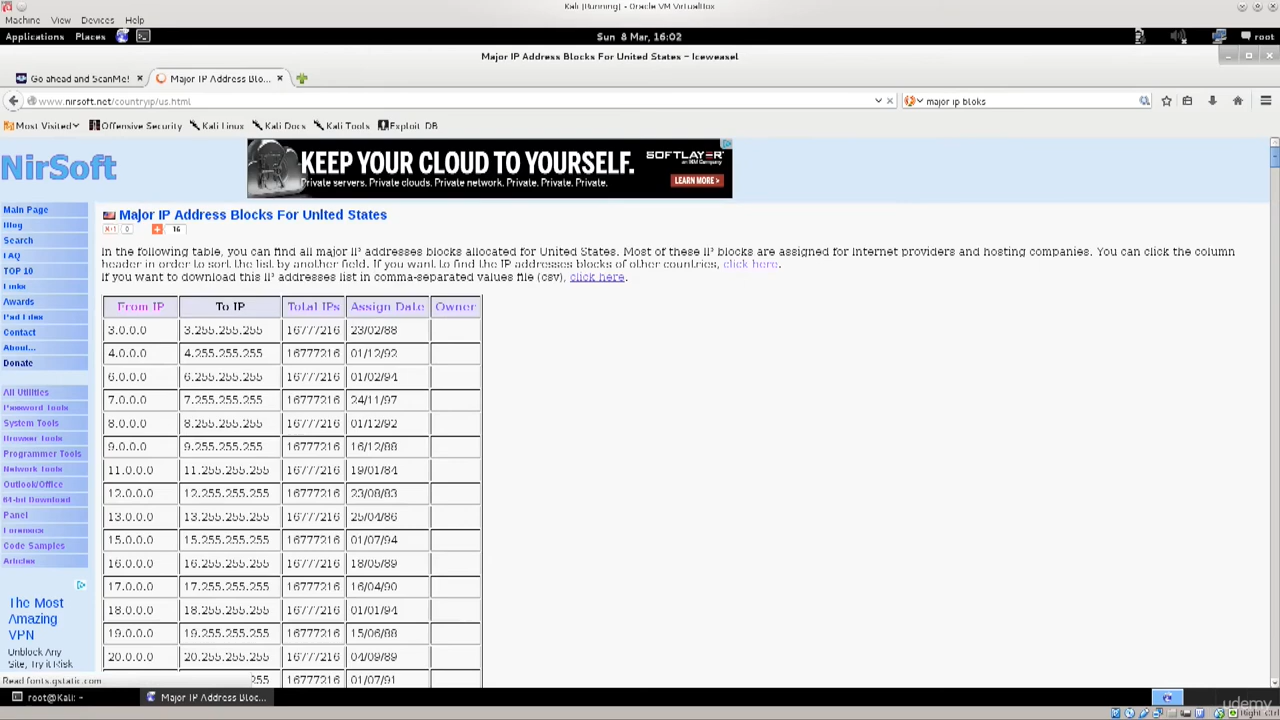 Kali [Running] - Oracle VM VirtualBox
Machine View Devices Help
Applications Places Sun 8 Mar, 16:02 root
Major IP Address Blocks For United States - Iceweasel
Go ahead and ScanMe! × Major IP Address Blo... ×
www.nirsoft.net/countryip/us.html major ip bloks
Most Visited Offensive Security Kali Linux Kali Docs Kali Tools Exploit-DB
NirSoft
KEEP YOUR CLOUD TO YOURSELF.
Private servers. Private clouds. Private network. Private. Private. Private.
SOFTLAYER
an IBM Company
LEARN MORE >
Main Page
Blog
Search
FAQ
TOP 10
Links
Awards
Pad Files
Contact
About...
Donate
All Utilities
Password Tools
System Tools
Browser Tools
Programmer Tools
Network Tools
Outlook/Office
64-bit Download
Panel
Forensics
Code Samples
Articles
The Most
Amazing
VPN
Unblock Any
Site, Try it Risk
Major IP Address Blocks For United States
+1 0 + 16
In the following table, you can find all major IP addresses blocks allocated for United States. Most of these IP blocks are assigned for Internet providers and hosting companies. You can click the column
header in order to sort the list by another field. If you want to find the IP addresses blocks of other countries, click here.
If you want to download this IP addresses list in comma-separated values file (csv), click here.
From IP To IP Total IPs Assign Date Owner
3.0.0.0 3.255.255.255 16777216 23/02/88
4.0.0.0 4.255.255.255 16777216 01/12/92
6.0.0.0 6.255.255.255 16777216 01/02/94
7.0.0.0 7.255.255.255 16777216 24/11/97
8.0.0.0 8.255.255.255 16777216 01/12/92
9.0.0.0 9.255.255.255 16777216 16/12/88
11.0.0.0 11.255.255.255 16777216 19/01/84
12.0.0.0 12.255.255.255 16777216 23/08/83
13.0.0.0 13.255.255.255 16777216 25/04/86
15.0.0.0 15.255.255.255 16777216 01/07/94
16.0.0.0 16.255.255.255 16777216 18/05/89
17.0.0.0 17.255.255.255 16777216 16/04/90
18.0.0.0 18.255.255.255 16777216 01/01/94
19.0.0.0 19.255.255.255 16777216 15/06/88
20.0.0.0 20.255.255.255 16777216 04/09/89
255 16777216 01/07/91
Read fonts.gstatic.com
root@Kali: ~ Major IP Address Bloc...
udemy
Right Ctrl